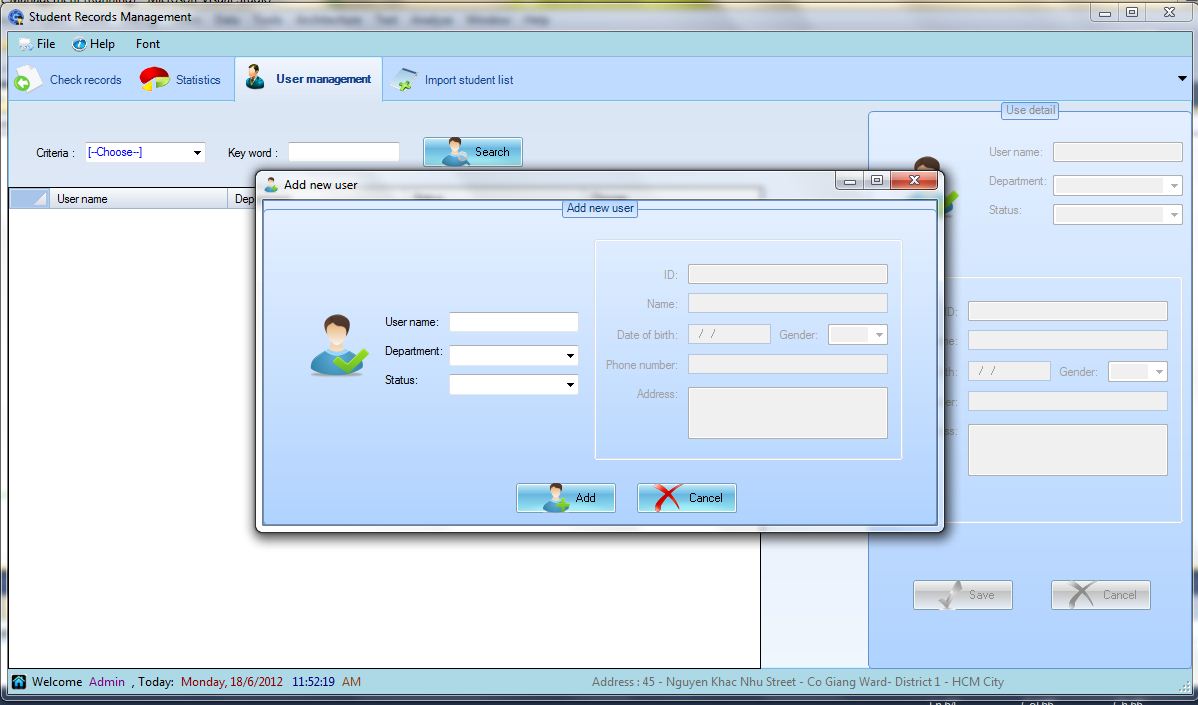 Student Records Management
File Help Font
Check records Statistics User management Import student list
Use detail
Criteria : [--Choose--] Key word : Search
User name:
Department:
Status:
User name
Add new user
Add new user
User name:
Department:
Status:
ID:
Name:
Date of birth: / / Gender:
Phone number:
Address:
Add Cancel
/ / Gender:
Save Cancel
Welcome Admin , Today: Monday, 18/6/2012 11:52:19 AM Address : 45 - Nguyen Khac Nhu Street - Co Giang Ward- District 1 - HCM City